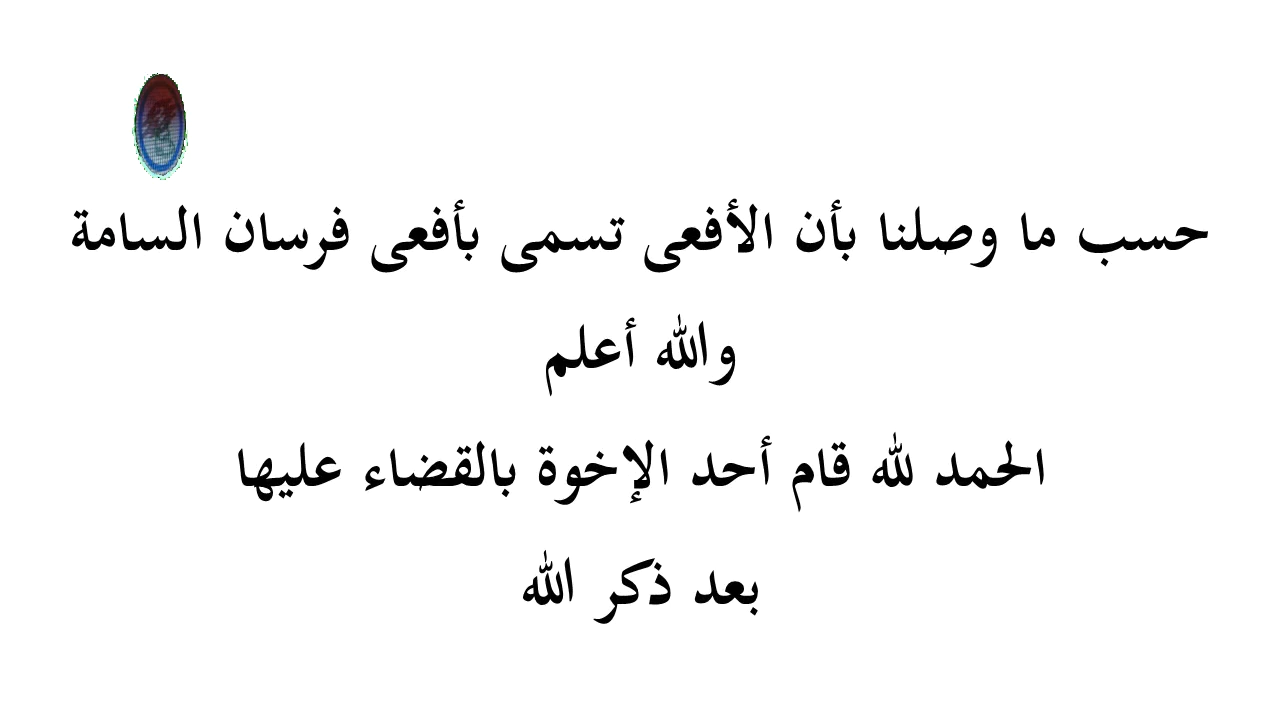 حسب ما وصلنا بأن الأفعى تسمى بأفعى فرسان السامة
والله أعلم
الحمد لله قام أحد الإخوة بالقضاء عليها
بعد ذكر الله